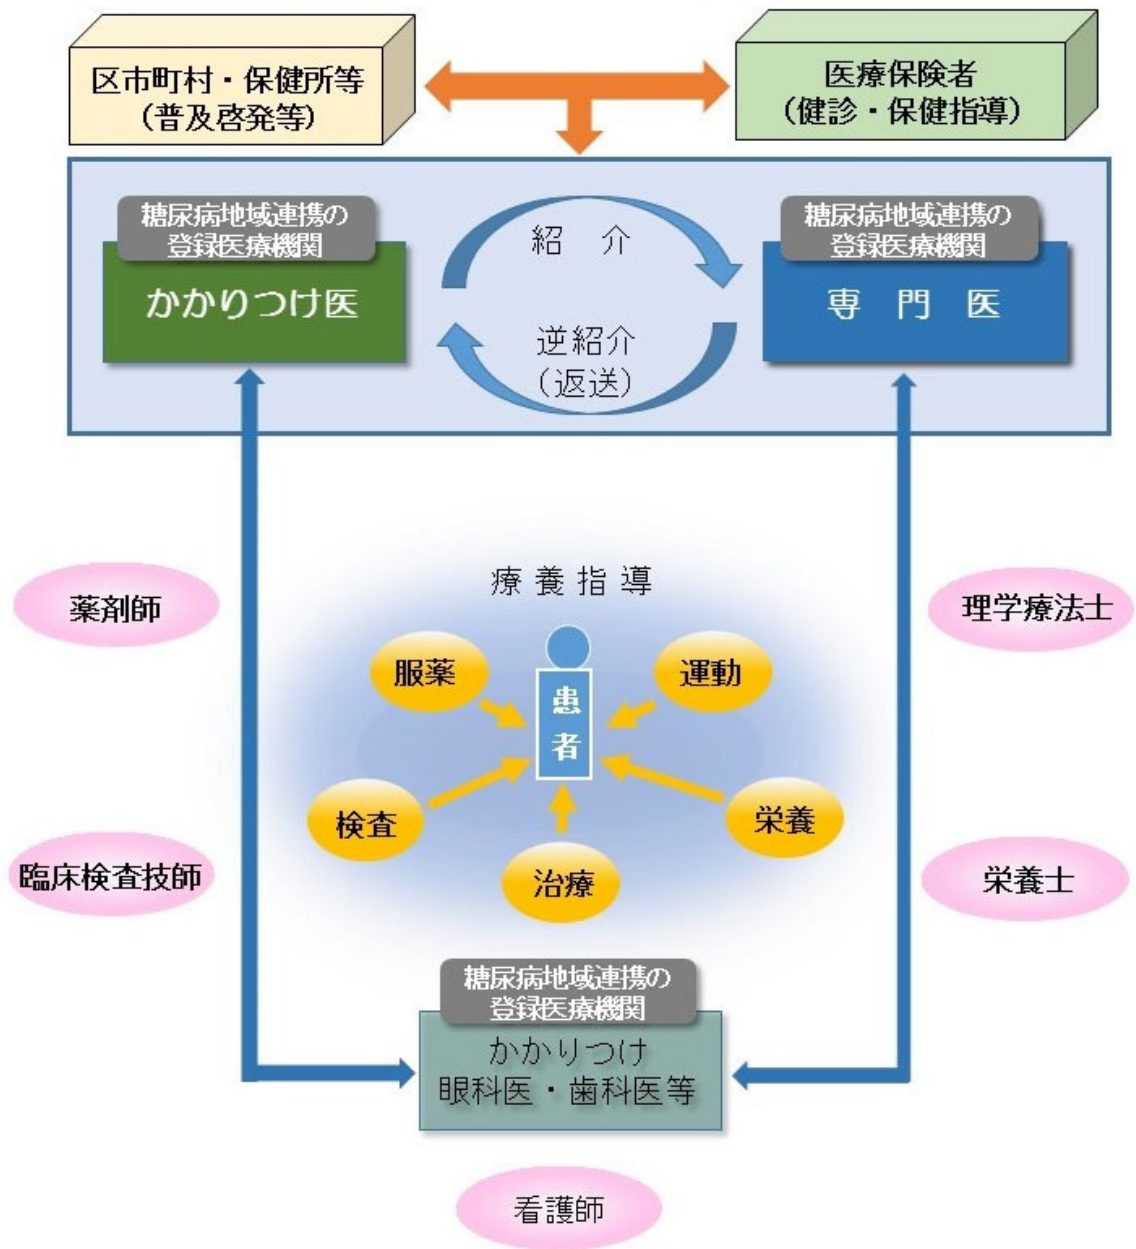 区市町村・保健所等
(普及啓発等)
医療保険者
(健診・保健指導)
糖尿病地域連携の
登録医療機関
かかりつけ医
紹 介
逆紹介
(返送)
糖尿病地域連携の
登録医療機関
専 門 医
療養指導
薬剤師
理学療法士
服薬
運動
患者
検査
栄養
治療
臨床検査技師
栄養士
糖尿病地域連携の
登録医療機関
かかりつけ
眼科医・歯科医等
看護師